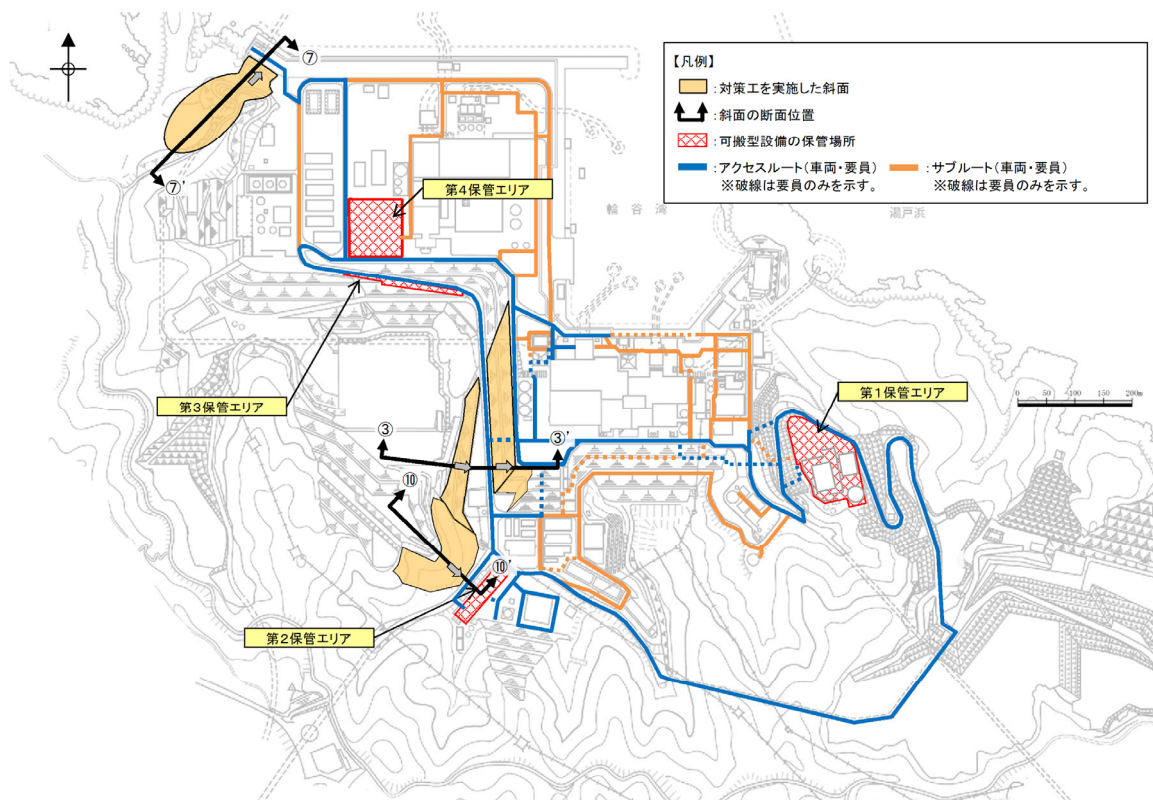 ⑦
⑦'
【凡例】
:対策工を実施した斜面
:斜面の断面位置
:可搬型設備の保管場所
:アクセスルート(車両・要員)
※破線は要員のみを示す。
:サブルート(車両・要員)
※破線は要員のみを示す。
第4保管エリア
輪谷湾
湯戸浜
第3保管エリア
第1保管エリア
0 50 100 150 200m
③
③'
⑩
⑩'
第2保管エリア